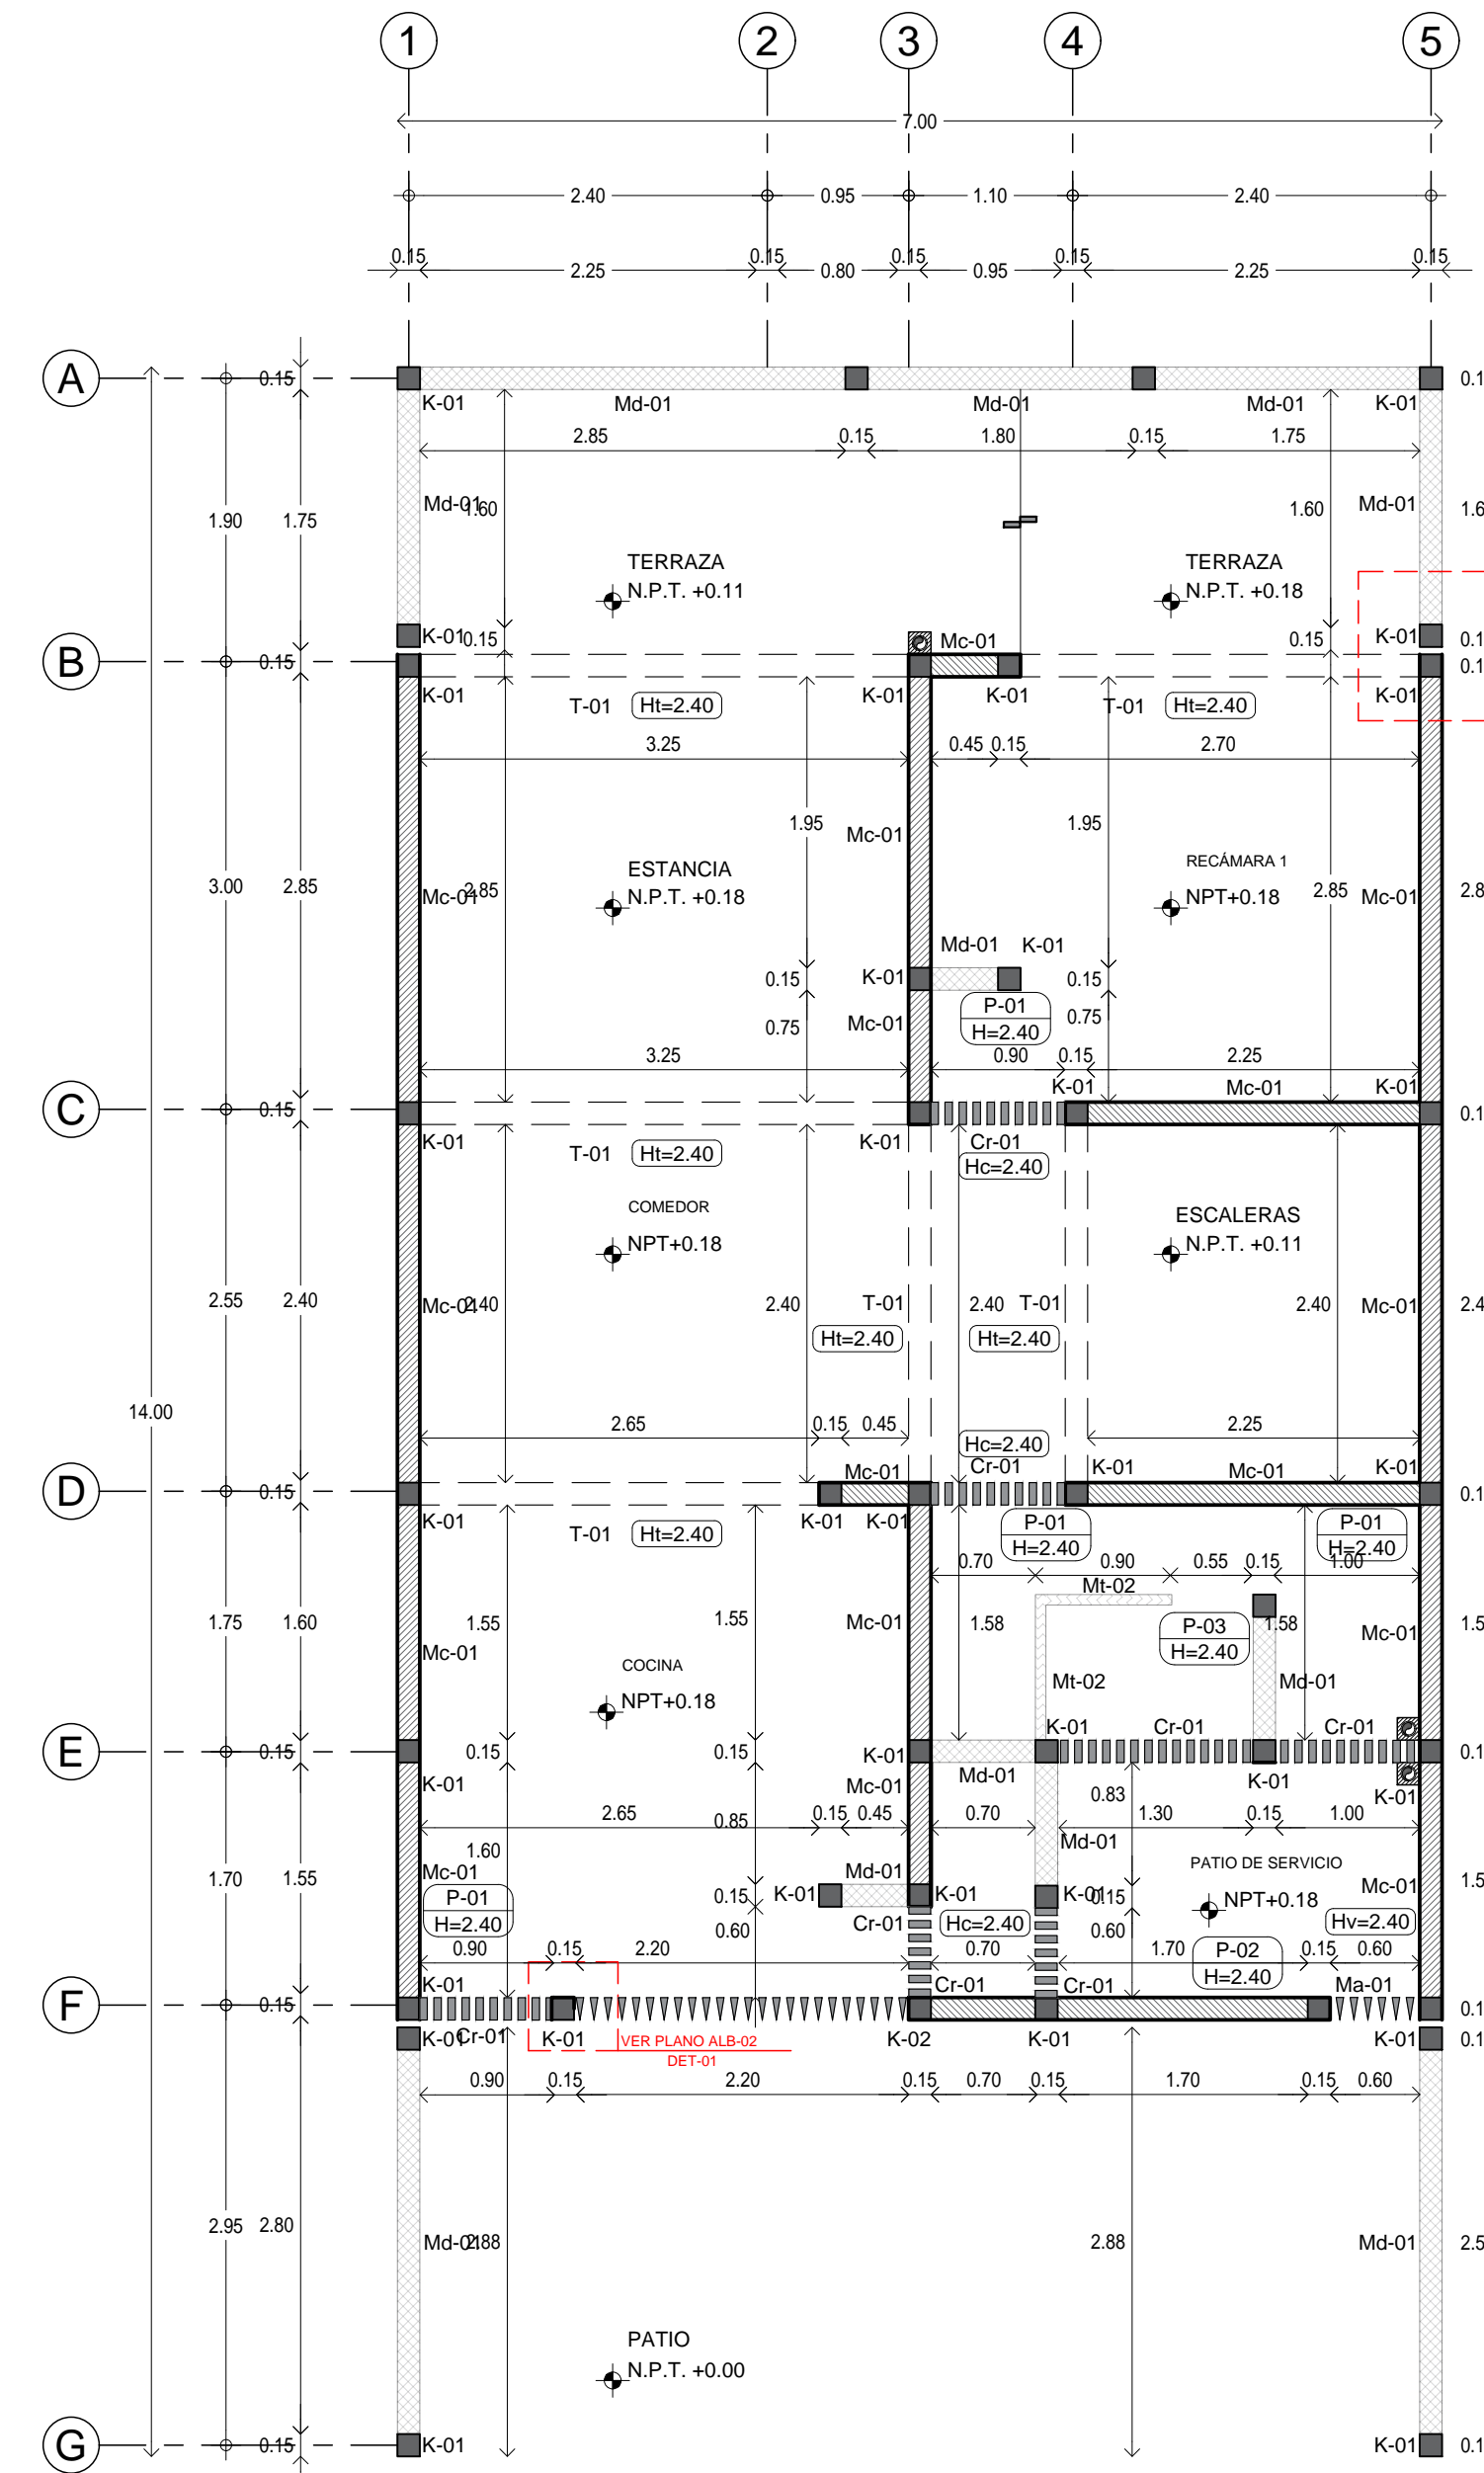 1 2 3 4 5
7.00
2.40 0.95 1.10 2.40
0.15 0.15 0.15 0.15 0.15
2.25 0.80 0.95 2.25
A 0.15
K-01 Md-01 Md-01 Md-01 K-01
2.85 0.15 1.80 0.15 1.75
1.90 1.75 Md-01 1.60 1.60 Md-01
TERRAZA TERRAZA
N.P.T. +0.11 N.P.T. +0.18
K-01 0.15 Mc-01 0.15 K-01
B 0.15
K-01 K-01 K-01 K-01
T-01 Ht=2.40 T-01 Ht=2.40
3.25 0.45 0.15 2.70
1.95 Mc-01 1.95
ESTANCIA RECÁMARA 1
3.00 2.85 Mc-01 2.85 N.P.T. +0.18 NPT+0.18 2.85 Mc-01
Md-01 K-01
0.15 K-01 0.15
P-01
0.75 Mc-01 H=2.40 0.75
3.25 0.90 0.15 2.25
K-01 Mc-01 K-01
C 0.15
K-01 K-01 Cr-01
T-01 Ht=2.40 Hc=2.40
COMEDOR ESCALERAS
NPT+0.18 N.P.T. +0.11
2.55 2.40 Mc-01 2.40 2.40 T-01 2.40 T-01 2.40 Mc-01
Ht=2.40 Ht=2.40
14.00
2.65 0.15 0.45 Hc=2.40 2.25
Mc-01 Cr-01 K-01 Mc-01 K-01
D 0.15
K-01 K-01 K-01 P-01 P-01
T-01 Ht=2.40 H=2.40 H=2.40
0.70 0.90 0.55 0.15 1.00
Mt-02
1.75 1.60 1.55 1.55 Mc-01 1.58 P-03 1.58 Mc-01
Mc-01 H=2.40
COCINA
NPT+0.18 Mt-02 Md-01
K-01 Cr-01 Cr-01
E 0.15 0.15 0.15 K-01
K-01 Mc-01 Md-01 0.83 K-01 K-01
2.65 0.85 0.15 0.45 0.70 1.30 0.15 1.00
1.60 Md-01
1.70 1.55 Mc-01 Md-01 PATIO DE SERVICIO Mc-01
P-01 0.15 K-01 K-01 K-01 0.15 NPT+0.18
H=2.40 0.60 Cr-01 Hc=2.40 0.60 Hv=2.40
0.90 0.15 2.20 0.70 1.70 P-02 0.15 0.60
H=2.40
K-01 Cr-01 Cr-01 Ma-01
F 0.15
K-01 Cr-01 K-01 VER PLANO ALB-02 K-02 K-01 K-01
DET-01
0.90 0.15 2.20 0.15 0.70 0.15 1.70 0.15 0.60
2.95 2.80 Md-01 2.88 2.88 Md-01
PATIO
N.P.T. +0.00
G 0.15 K-01 K-01